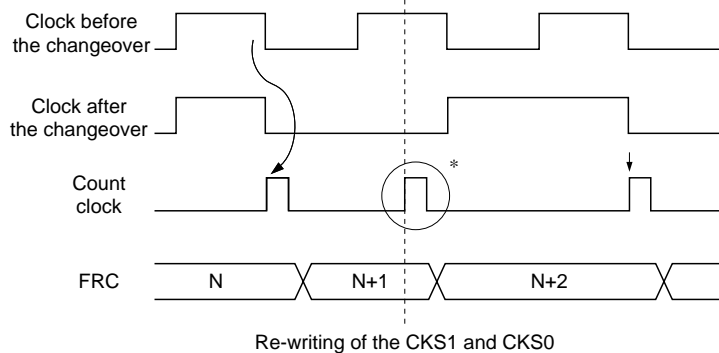 Clock before
the changeover
Clock after
the changeover
Count
clock
*
FRC
N
N+1
N+2
Re-writing of the CKS1 and CKS0